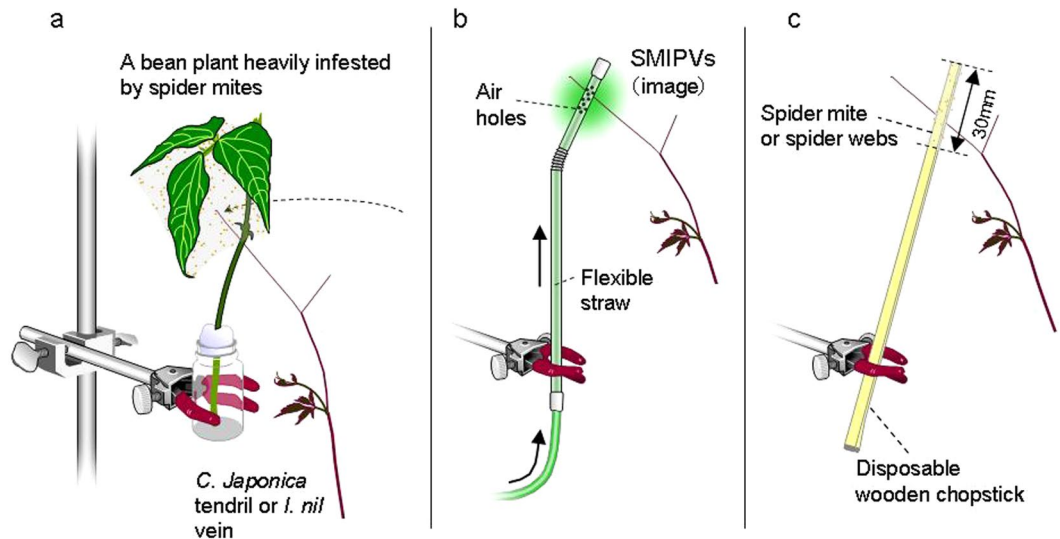 a
A bean plant heavily infested
by spider mites
C. Japonica
tendril or I. nil
vein
b
SMIPVs
(image)
Air
holes
Flexible
straw
c
30mm
Spider mite
or spider webs
Disposable
wooden chopstick